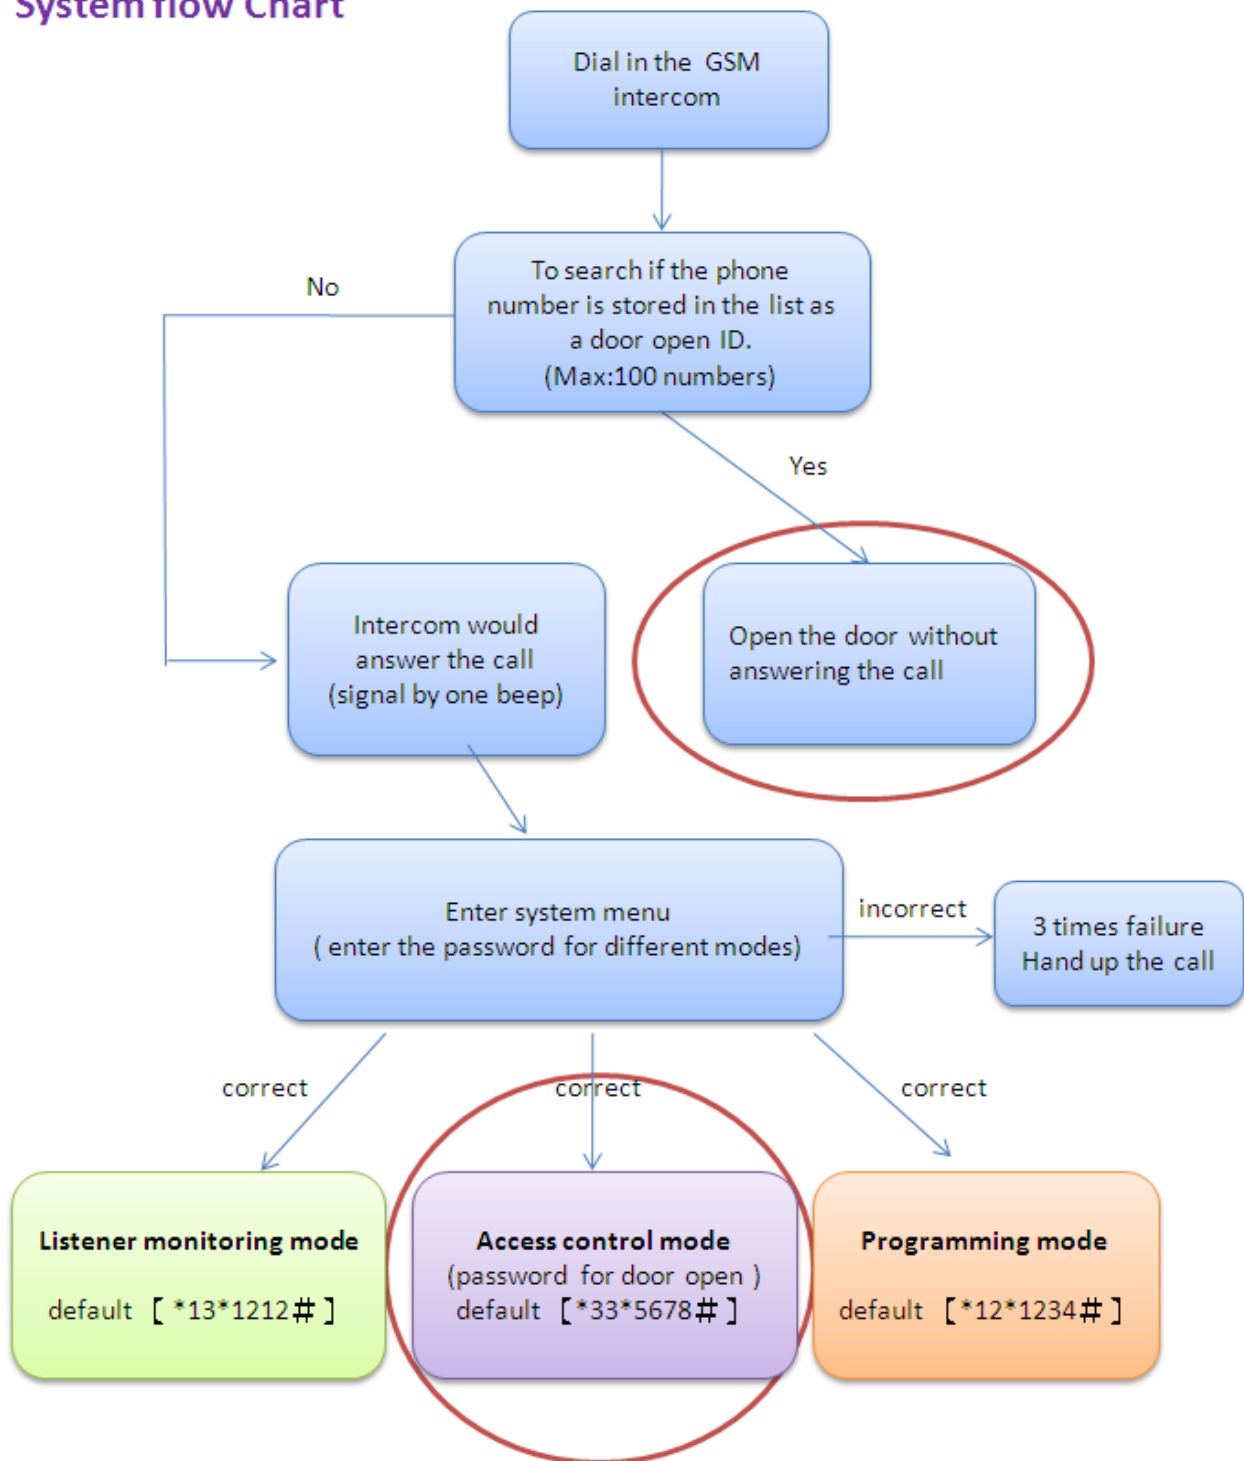 System flow Chart
Dial in the GSM
intercom
To search if the phone
number is stored in the list as
a door open ID.
(Max:100 numbers)
No
Yes
Intercom would
answer the call
(signal by one beep)
Open the door without
answering the call
Enter system menu
( enter the password for different modes)
incorrect
3 times failure
Hand up the call
correct
correct
correct
Listener monitoring mode
default【*13*1212#】
Access control mode
(password for door open )
default【*33*5678#】
Programming mode
default【*12*1234#】